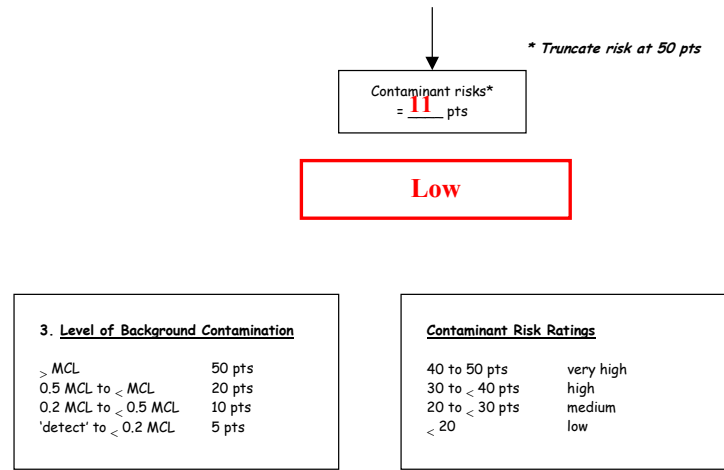 * Truncate risk at 50 pts
Contaminant risks*
= 11 pts
Low
3. Level of Background Contamination
> MCL 50 pts
0.5 MCL to < MCL 20 pts
0.2 MCL to < 0.5 MCL 10 pts
‘detect’ to < 0.2 MCL 5 pts
Contaminant Risk Ratings
40 to 50 pts very high
30 to < 40 pts high
20 to < 30 pts medium
< 20 low